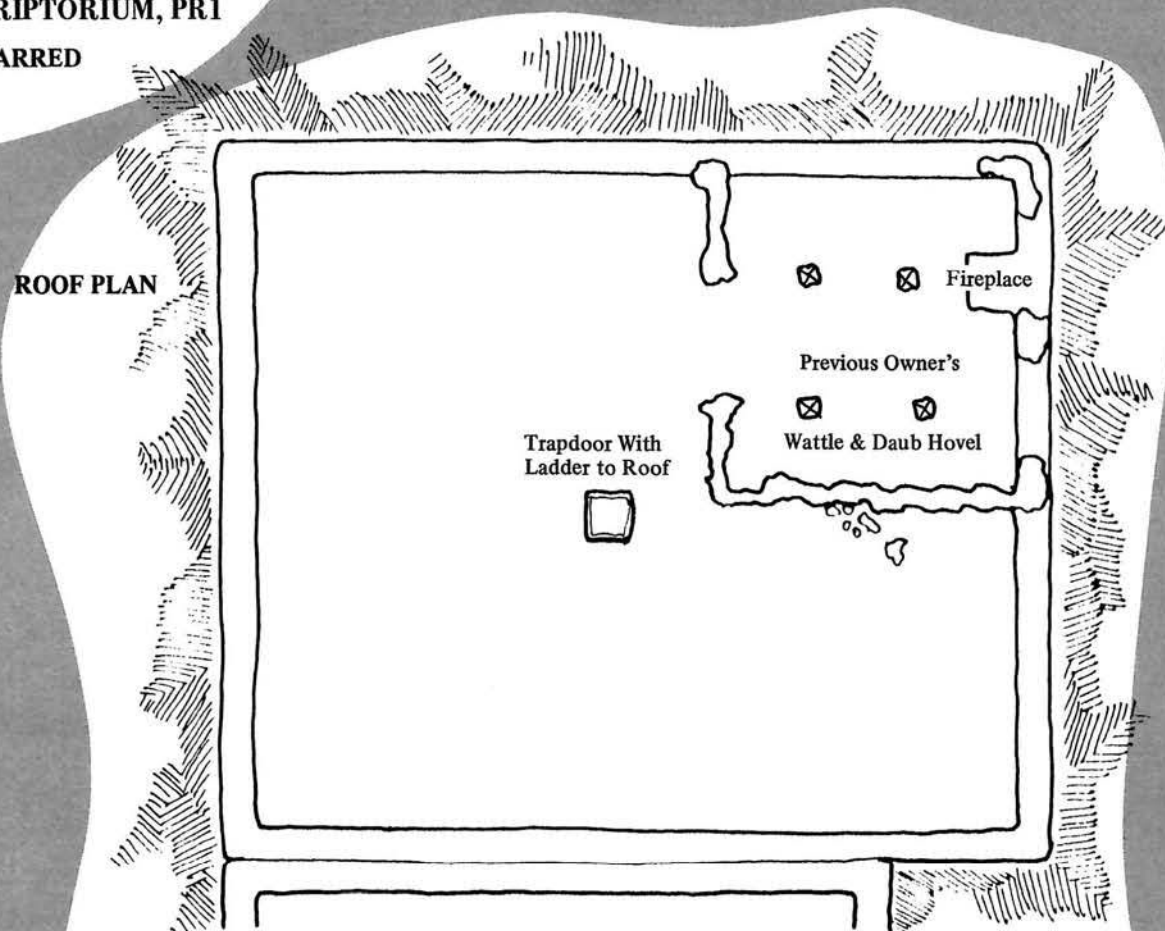 RIPTORIUM, PR1
ARRED
ROOF PLAN
Fireplace
Previous Owner's
Wattle & Daub Hovel
Trapdoor With
Ladder to Roof